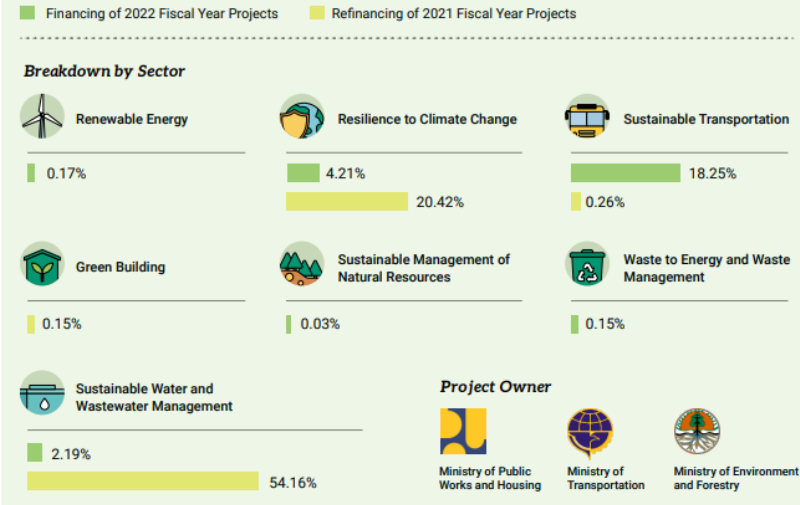 Financing of 2022 Fiscal Year Projects
Refinancing of 2021 Fiscal Year Projects
Breakdown by Sector
Renewable Energy
0.17%
Resilience to Climate Change
4.21%
20.42%
Sustainable Transportation
18.25%
0.26%
Green Building
0.15%
Sustainable Management of
Natural Resources
0.03%
Waste to Energy and Waste
Management
0.15%
Sustainable Water and
Wastewater Management
2.19%
54.16%
Project Owner
Ministry of Public
Works and Housing
Ministry of
Transportation
Ministry of Environment
and Forestry